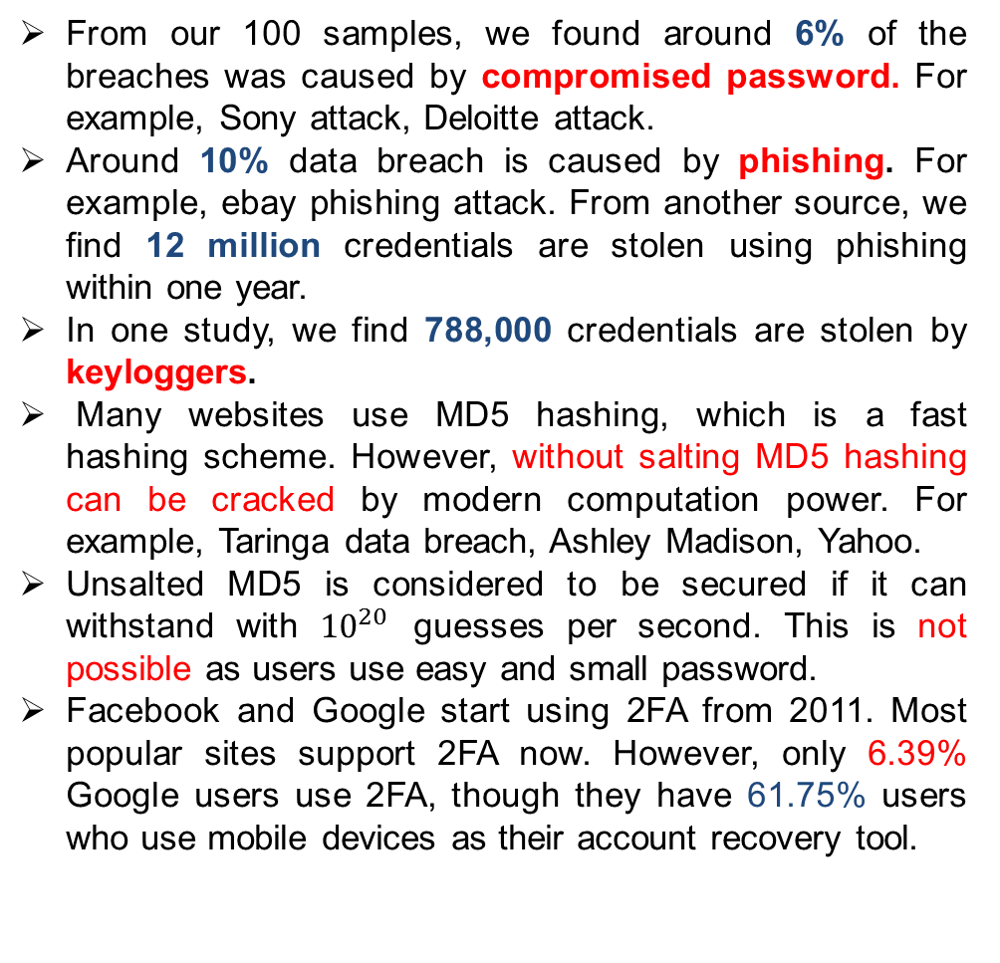 ➢ From our 100 samples, we found around 6% of the
breaches was caused by compromised password. For
example, Sony attack, Deloitte attack.
➢ Around 10% data breach is caused by phishing. For
example, ebay phishing attack. From another source, we
find 12 million credentials are stolen using phishing
within one year.
➢ In one study, we find 788,000 credentials are stolen by
keyloggers.
➢ Many websites use MD5 hashing, which is a fast
hashing scheme. However, without salting MD5 hashing
can be cracked by modern computation power. For
example, Taringa data breach, Ashley Madison, Yahoo.
➢ Unsalted MD5 is considered to be secured if it can
withstand with 10²⁰ guesses per second. This is not
possible as users use easy and small password.
➢ Facebook and Google start using 2FA from 2011. Most
popular sites support 2FA now. However, only 6.39%
Google users use 2FA, though they have 61.75% users
who use mobile devices as their account recovery tool.